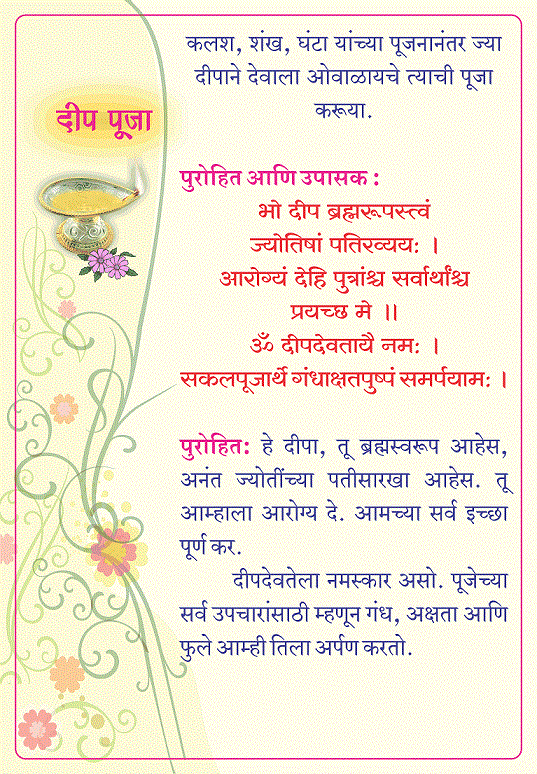 दीप पूजा
कलश, शंख, घंटा यांच्या पूजनानंतर ज्या
दीपाने देवाला ओवाळायचे त्याची पूजा
करूया.
पुरोहित आणि उपासक :
भो दीप ब्रह्मरूपस्त्वं
ज्योतिषां पतिरव्ययः ।
आरोग्यं देहि पुत्रांश्च सर्वार्थांश्च
प्रयच्छ मे ॥
ॐ दीपदेवतायै नमः ।
सकलपूजार्थे गंधाक्षतपुष्पं समर्पयामः ।
पुरोहितः हे दीपा, तू ब्रह्मस्वरूप आहेस,
अनंत ज्योतींच्या पतीसारखा आहेस. तू
आम्हाला आरोग्य दे. आमच्या सर्व इच्छा
पूर्ण कर.
दीपदेवतेला नमस्कार असो. पूजेच्या
सर्व उपचारांसाठी म्हणून गंध, अक्षता आणि
फुले आम्ही तिला अर्पण करतो.